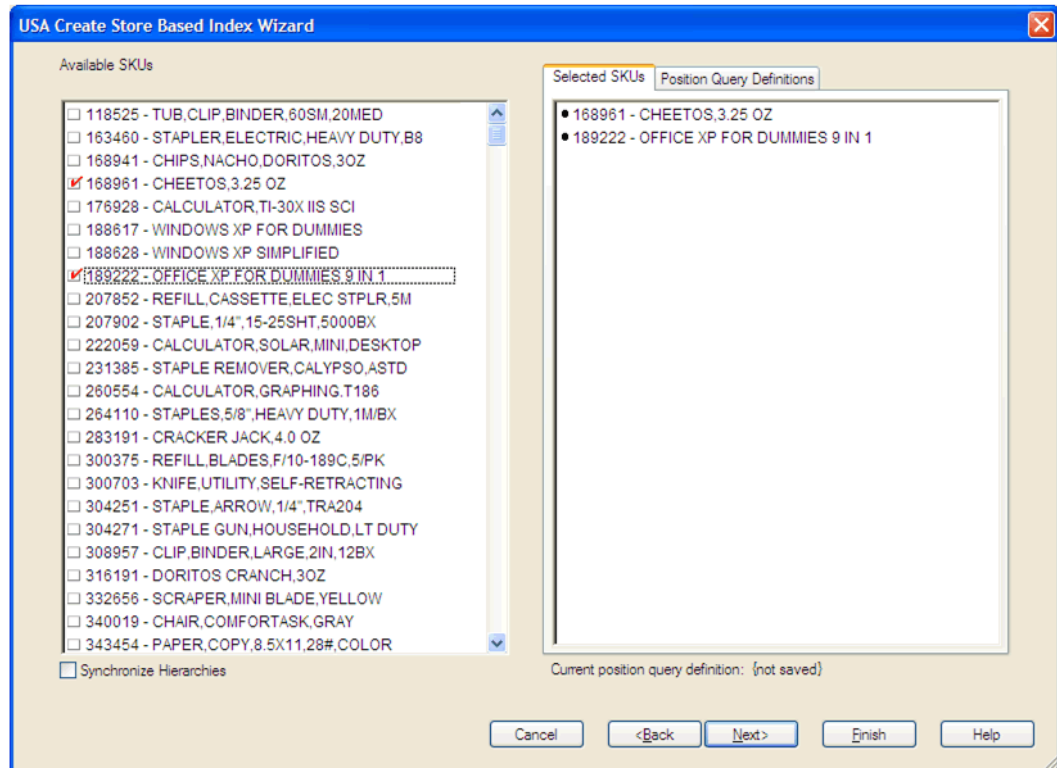 USA Create Store Based Index Wizard
Available SKUs
118525 - TUB,CLIP,BINDER,60SM,20MED
163460 - STAPLER,ELECTRIC,HEAVY DUTY,B8
168941 - CHIPS,NACHO,DORITOS,3OZ
168961 - CHEETOS,3.25 OZ
176928 - CALCULATOR,TI-30X IIS SCI
188617 - WINDOWS XP FOR DUMMIES
188628 - WINDOWS XP SIMPLIFIED
189222 - OFFICE XP FOR DUMMIES 9 IN 1
207852 - REFILL,CASSETTE,ELEC STPLR,5M
207902 - STAPLE,1/4",15-25SHT,5000BX
222059 - CALCULATOR,SOLAR,MINI,DESKTOP
231385 - STAPLE REMOVER,CALYPSO,ASTD
260554 - CALCULATOR,GRAPHING.T186
264110 - STAPLES,5/8",HEAVY DUTY,1M/BX
283191 - CRACKER JACK,4.0 OZ
300375 - REFILL,BLADES,F/10-189C,5/PK
300703 - KNIFE,UTILITY,SELF-RETRACTING
304251 - STAPLE,ARROW,1/4",TRA204
304271 - STAPLE GUN,HOUSEHOLD,LT DUTY
308957 - CLIP,BINDER,LARGE,2IN,12BX
316191 - DORITOS CRANCH,3OZ
332656 - SCRAPER,MINI BLADE,YELLOW
340019 - CHAIR,COMFORTASK,GRAY
343454 - PAPER,COPY,8.5X11,28#,COLOR
Synchronize Hierarchies
Selected SKUs
Position Query Definitions
168961 - CHEETOS,3.25 OZ
189222 - OFFICE XP FOR DUMMIES 9 IN 1
Current position query definition: {not saved}
Cancel
<Back
Next>
Finish
Help